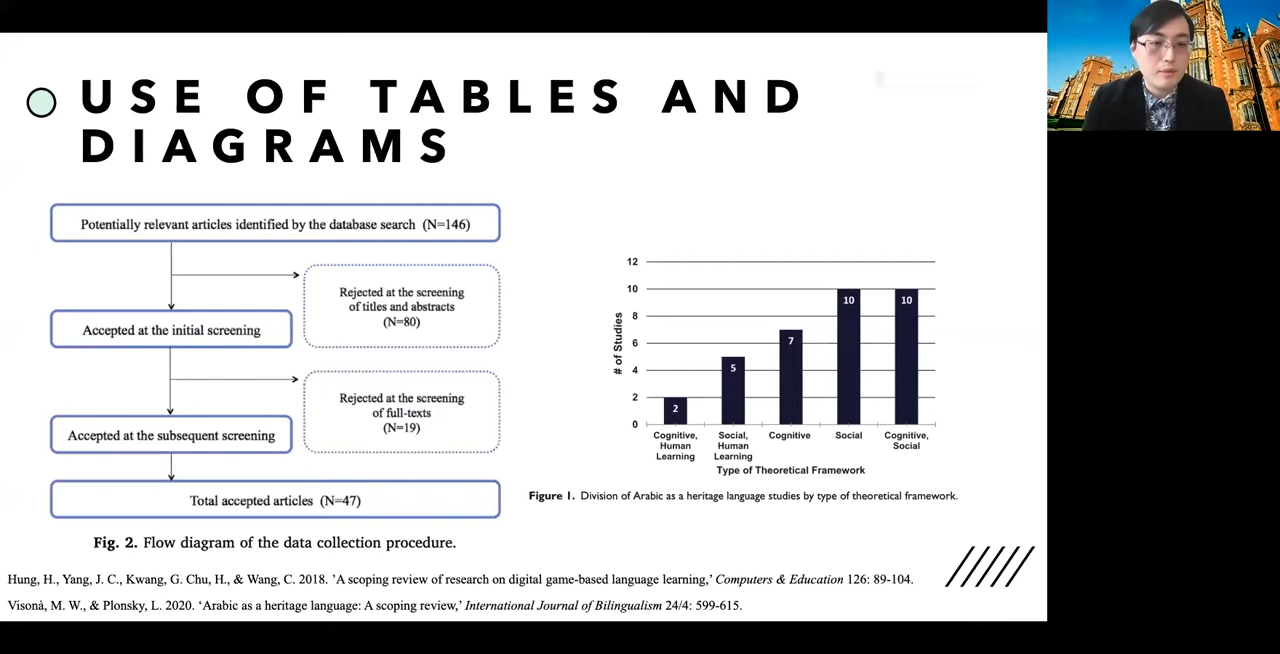 USE OF TABLES AND
DIAGRAMS
Potentially relevant articles identified by the database search (N=146)
Rejected at the screening
of titles and abstracts
(N=80)
Accepted at the initial screening
Rejected at the screening
of full-texts
(N=19)
Accepted at the subsequent screening
Total accepted articles (N=47)
Fig. 2. Flow diagram of the data collection procedure.
12
10
8
6
4
2
0
# of Studies
2
5
7
10
10
Cognitive,
Human
Learning
Social,
Human
Learning
Cognitive
Social
Cognitive,
Social
Type of Theoretical Framework
Figure 1. Division of Arabic as a heritage language studies by type of theoretical framework.
Hung, H., Yang, J. C., Kwang, G. Chu, H., & Wang, C. 2018. 'A scoping review of research on digital game-based language learning,' Computers & Education 126: 89-104.
Visonà, M. W., & Plonsky, L. 2020. ‘Arabic as a heritage language: A scoping review,’ International Journal of Bilingualism 24/4: 599-615.